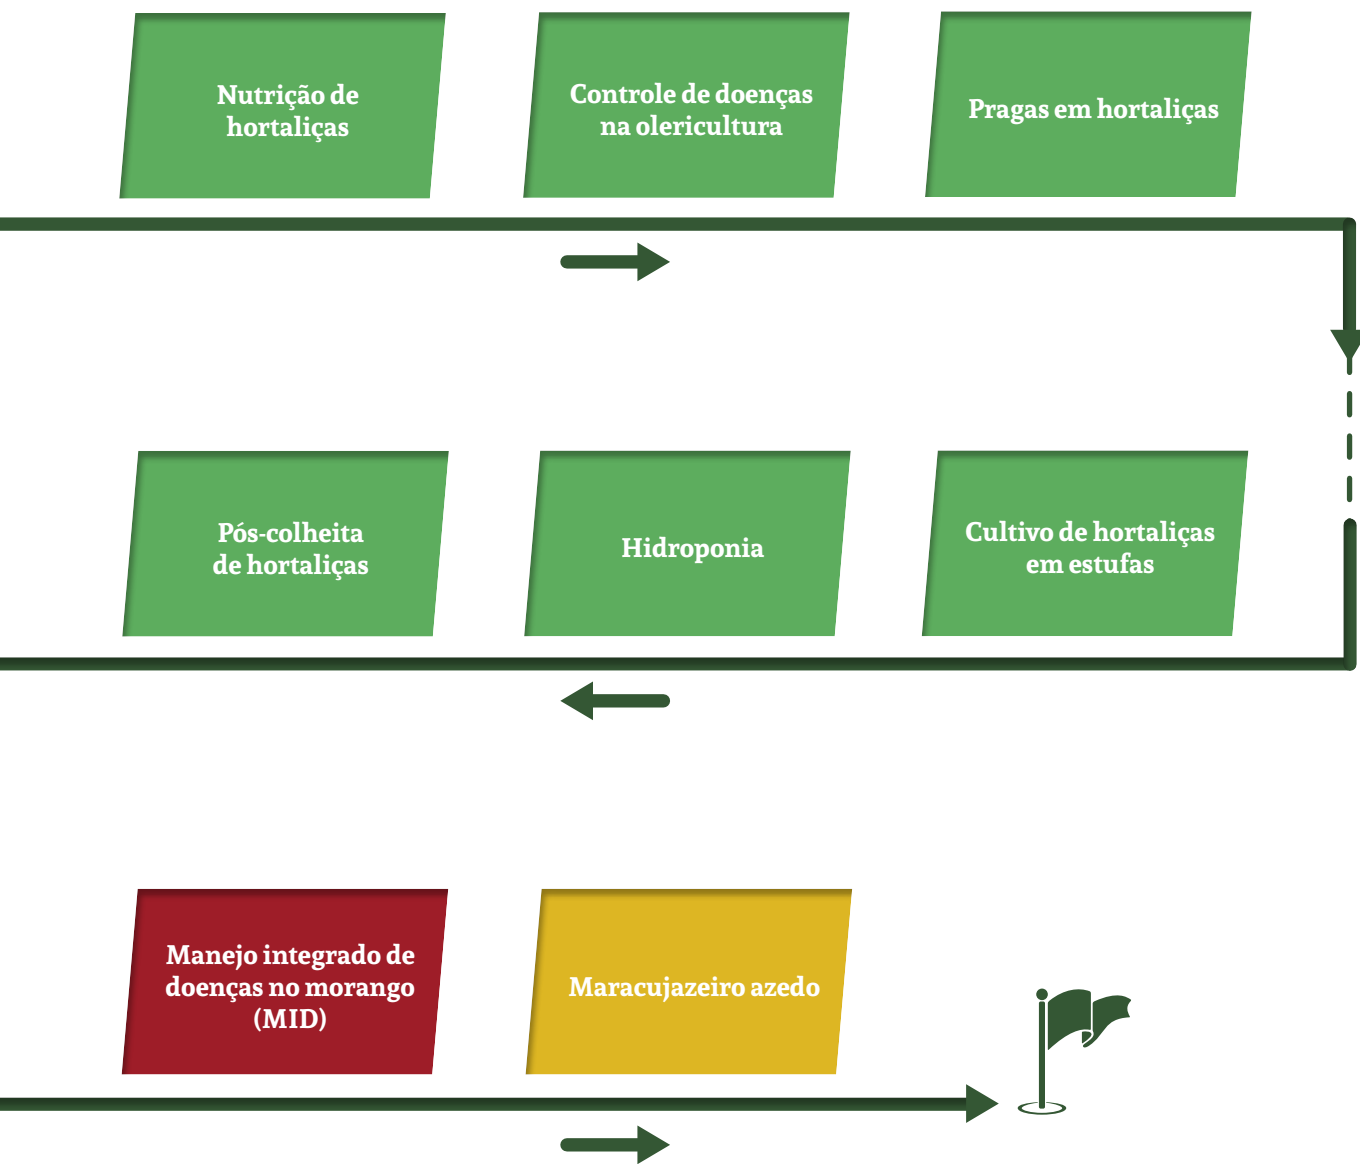 Nutrição de
hortaliças
Controle de doenças
na olericultura
Pragas em hortaliças
Pós-colheita
de hortaliças
Hidroponia
Cultivo de hortaliças
em estufas
Manejo integrado de
doenças no morango
(MID)
Maracujazeiro azedo